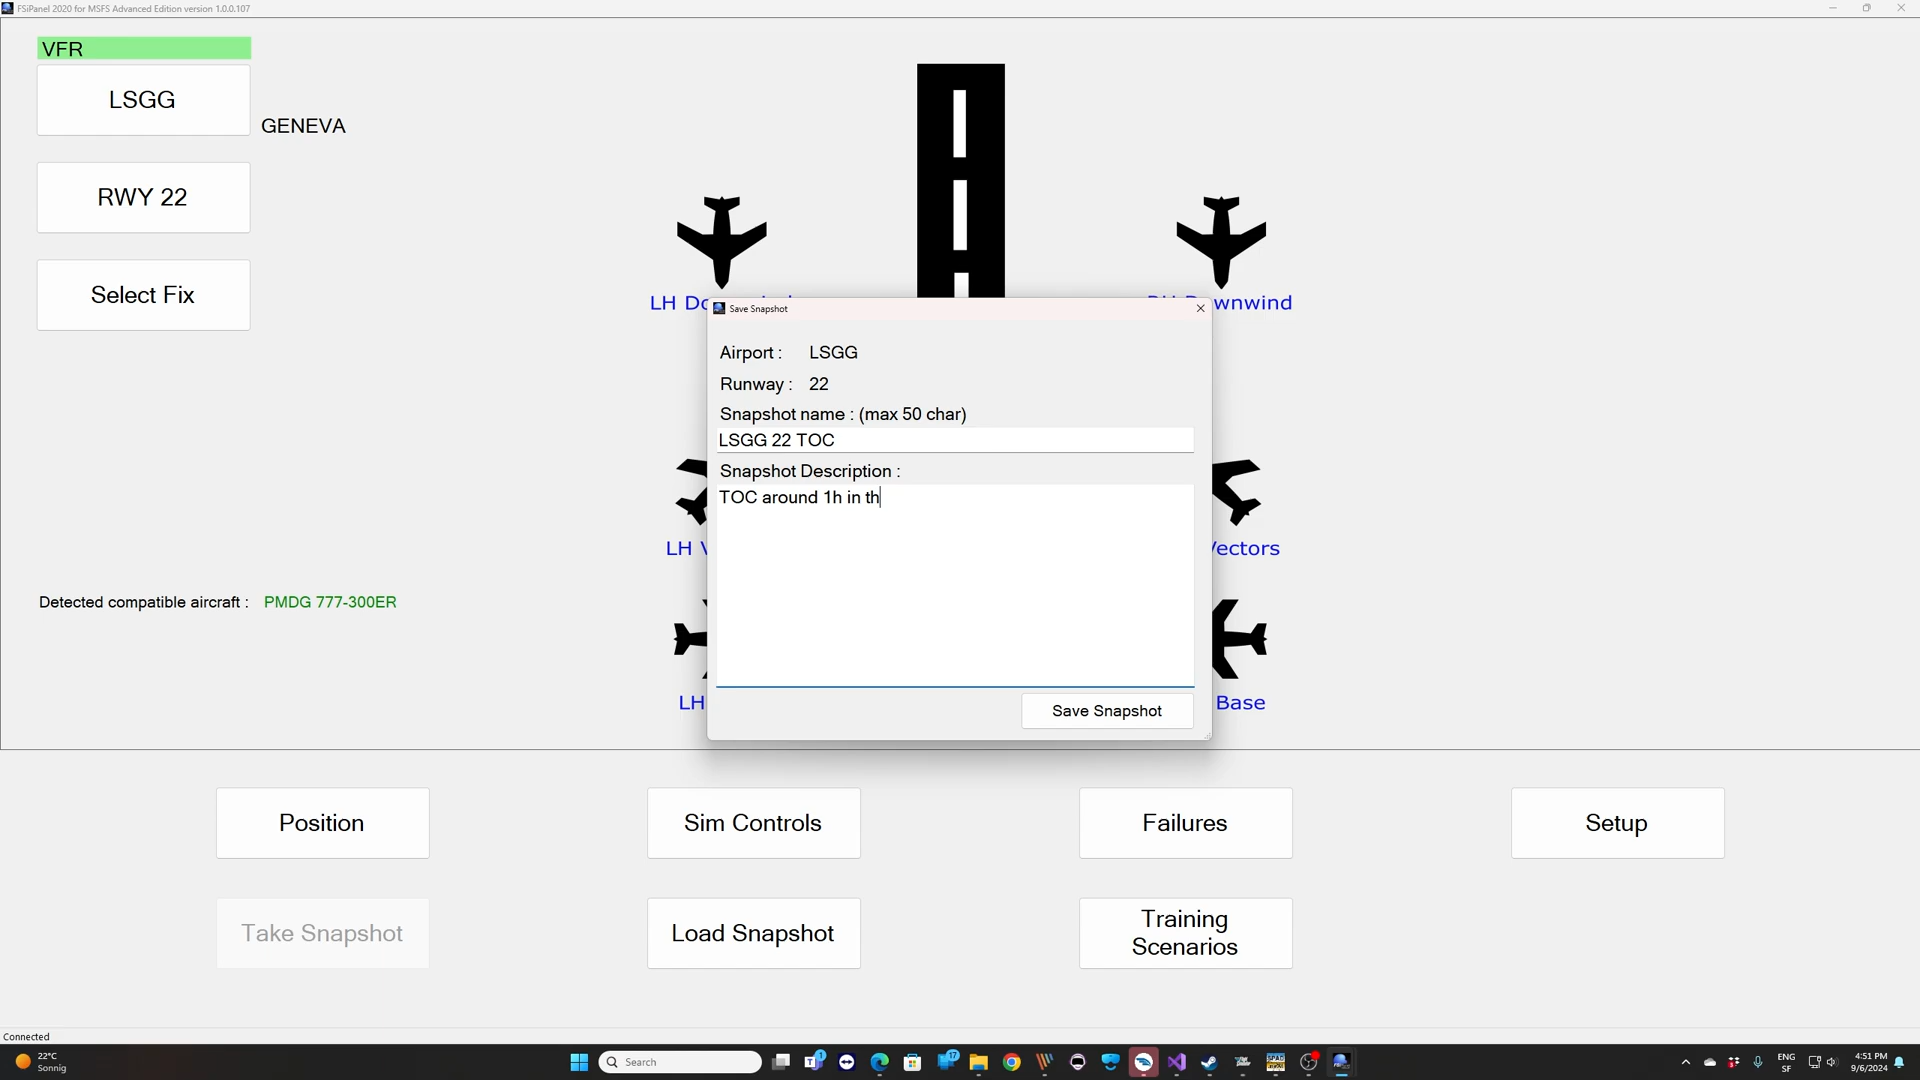 FSiPanel 2020 for MSFS Advanced Edition version 1.0.0.107
VFR
LSGG
GENEVA
RWY 22
Select Fix
Detected compatible aircraft : PMDG 777-300ER
LH Do
wnwind
LH V
Vectors
LH
Base
Save Snapshot
Airport : LSGG
Runway : 22
Snapshot name : (max 50 char)
LSGG 22 TOC
Snapshot Description :
TOC around 1h in th
Save Snapshot
Position
Sim Controls
Failures
Setup
Take Snapshot
Load Snapshot
Training
Scenarios
Connected
22°C
Sonnig
Search
1
17
ENG
SF
4:51 PM
9/6/2024